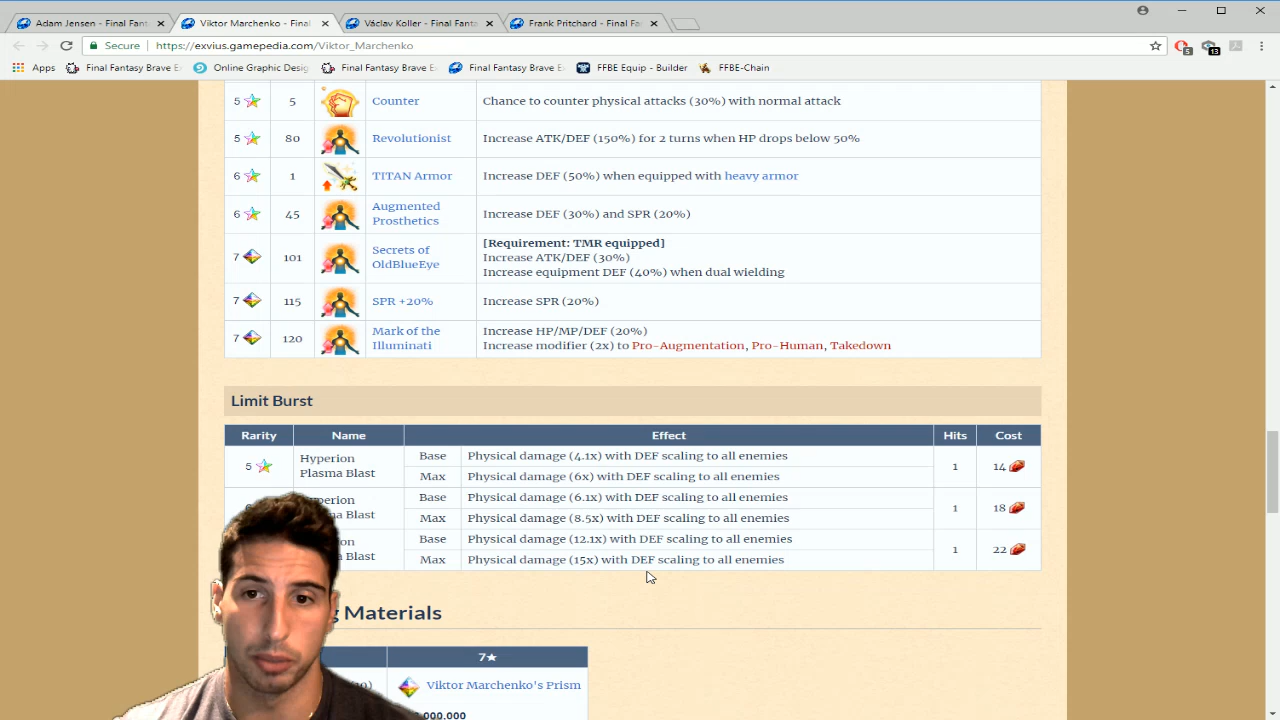 Adam Jensen - Final Fant
Viktor Marchenko - Final
Václav Koller - Final Fanta
Frank Pritchard - Final Fa
Secure
https://exvius.gamepedia.com/Viktor_Marchenko
5
13
Apps
Final Fantasy Brave E
Online Graphic Desig
Final Fantasy Brave E
Final Fantasy Brave E
FFBE Equip - Builder
FFBE-Chain
5 5 Counter Chance to counter physical attacks (30%) with normal attack
5 80 Revolutionist Increase ATK/DEF (150%) for 2 turns when HP drops below 50%
6 1 TITAN Armor Increase DEF (50%) when equipped with heavy armor
6 45 Augmented Prosthetics Increase DEF (30%) and SPR (20%)
7 101 Secrets of OldBlueEye [Requirement: TMR equipped]
Increase ATK/DEF (30%)
Increase equipment DEF (40%) when dual wielding
7 115 SPR +20% Increase SPR (20%)
7 120 Mark of the Illuminati Increase HP/MP/DEF (20%)
Increase modifier (2x) to Pro-Augmentation, Pro-Human, Takedown
Limit Burst
Rarity Name Effect Hits Cost
5 Hyperion Plasma Blast Base Physical damage (4.1x) with DEF scaling to all enemies 1 14
Max Physical damage (6x) with DEF scaling to all enemies
Base Physical damage (6.1x) with DEF scaling to all enemies 1 18
Max Physical damage (8.5x) with DEF scaling to all enemies
Base Physical damage (12.1x) with DEF scaling to all enemies 1 22
Max Physical damage (15x) with DEF scaling to all enemies
Materials
7★
Viktor Marchenko's Prism